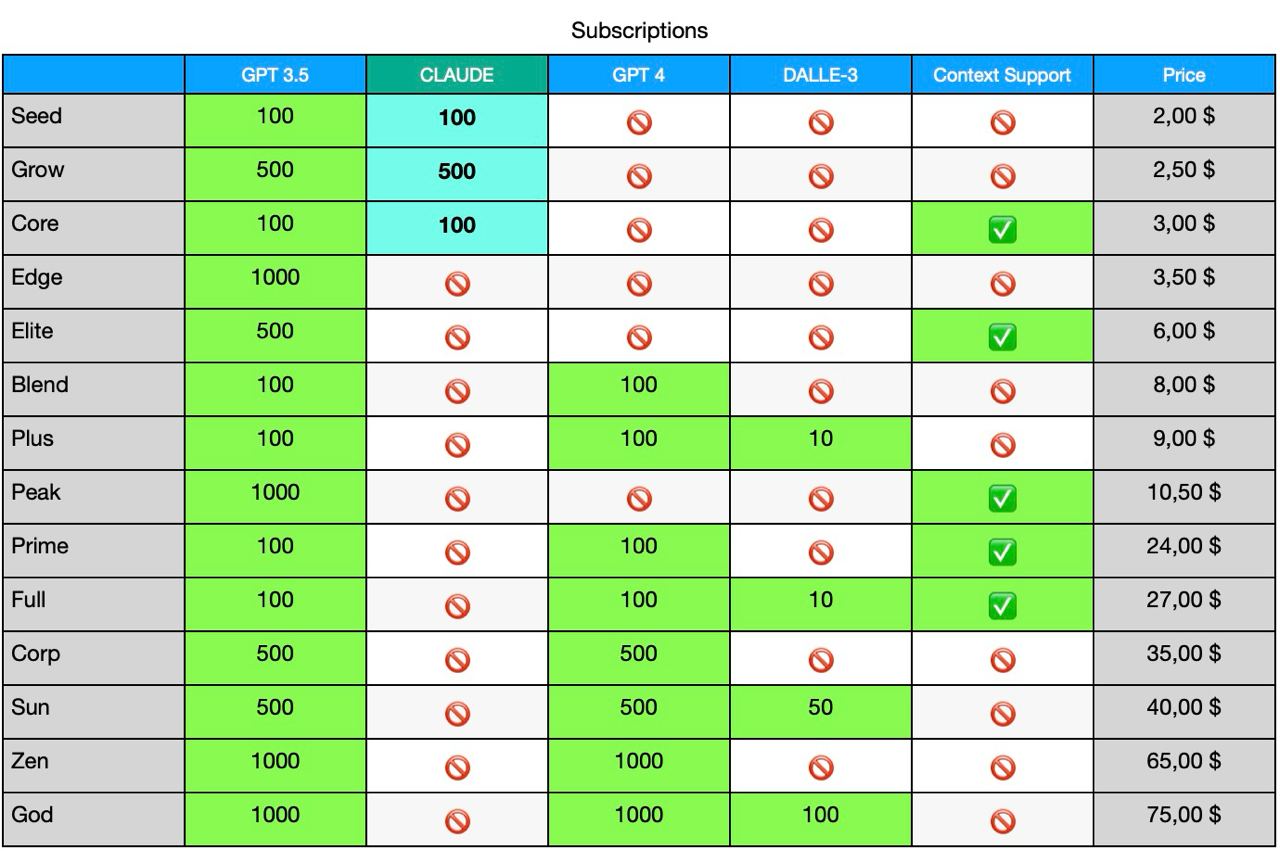 Subscriptions
GPT 3.5 CLAUDE GPT 4 DALLE-3 Context Support Price
Seed 100 100 🚫 🚫 🚫 2,00 $
Grow 500 500 🚫 🚫 🚫 2,50 $
Core 100 100 🚫 🚫 ✅ 3,00 $
Edge 1000 🚫 🚫 🚫 🚫 3,50 $
Elite 500 🚫 🚫 🚫 ✅ 6,00 $
Blend 100 🚫 100 🚫 🚫 8,00 $
Plus 100 🚫 100 10 🚫 9,00 $
Peak 1000 🚫 🚫 🚫 ✅ 10,50 $
Prime 100 🚫 100 🚫 ✅ 24,00 $
Full 100 🚫 100 10 ✅ 27,00 $
Corp 500 🚫 500 🚫 🚫 35,00 $
Sun 500 🚫 500 50 🚫 40,00 $
Zen 1000 🚫 1000 🚫 🚫 65,00 $
God 1000 🚫 1000 100 🚫 75,00 $